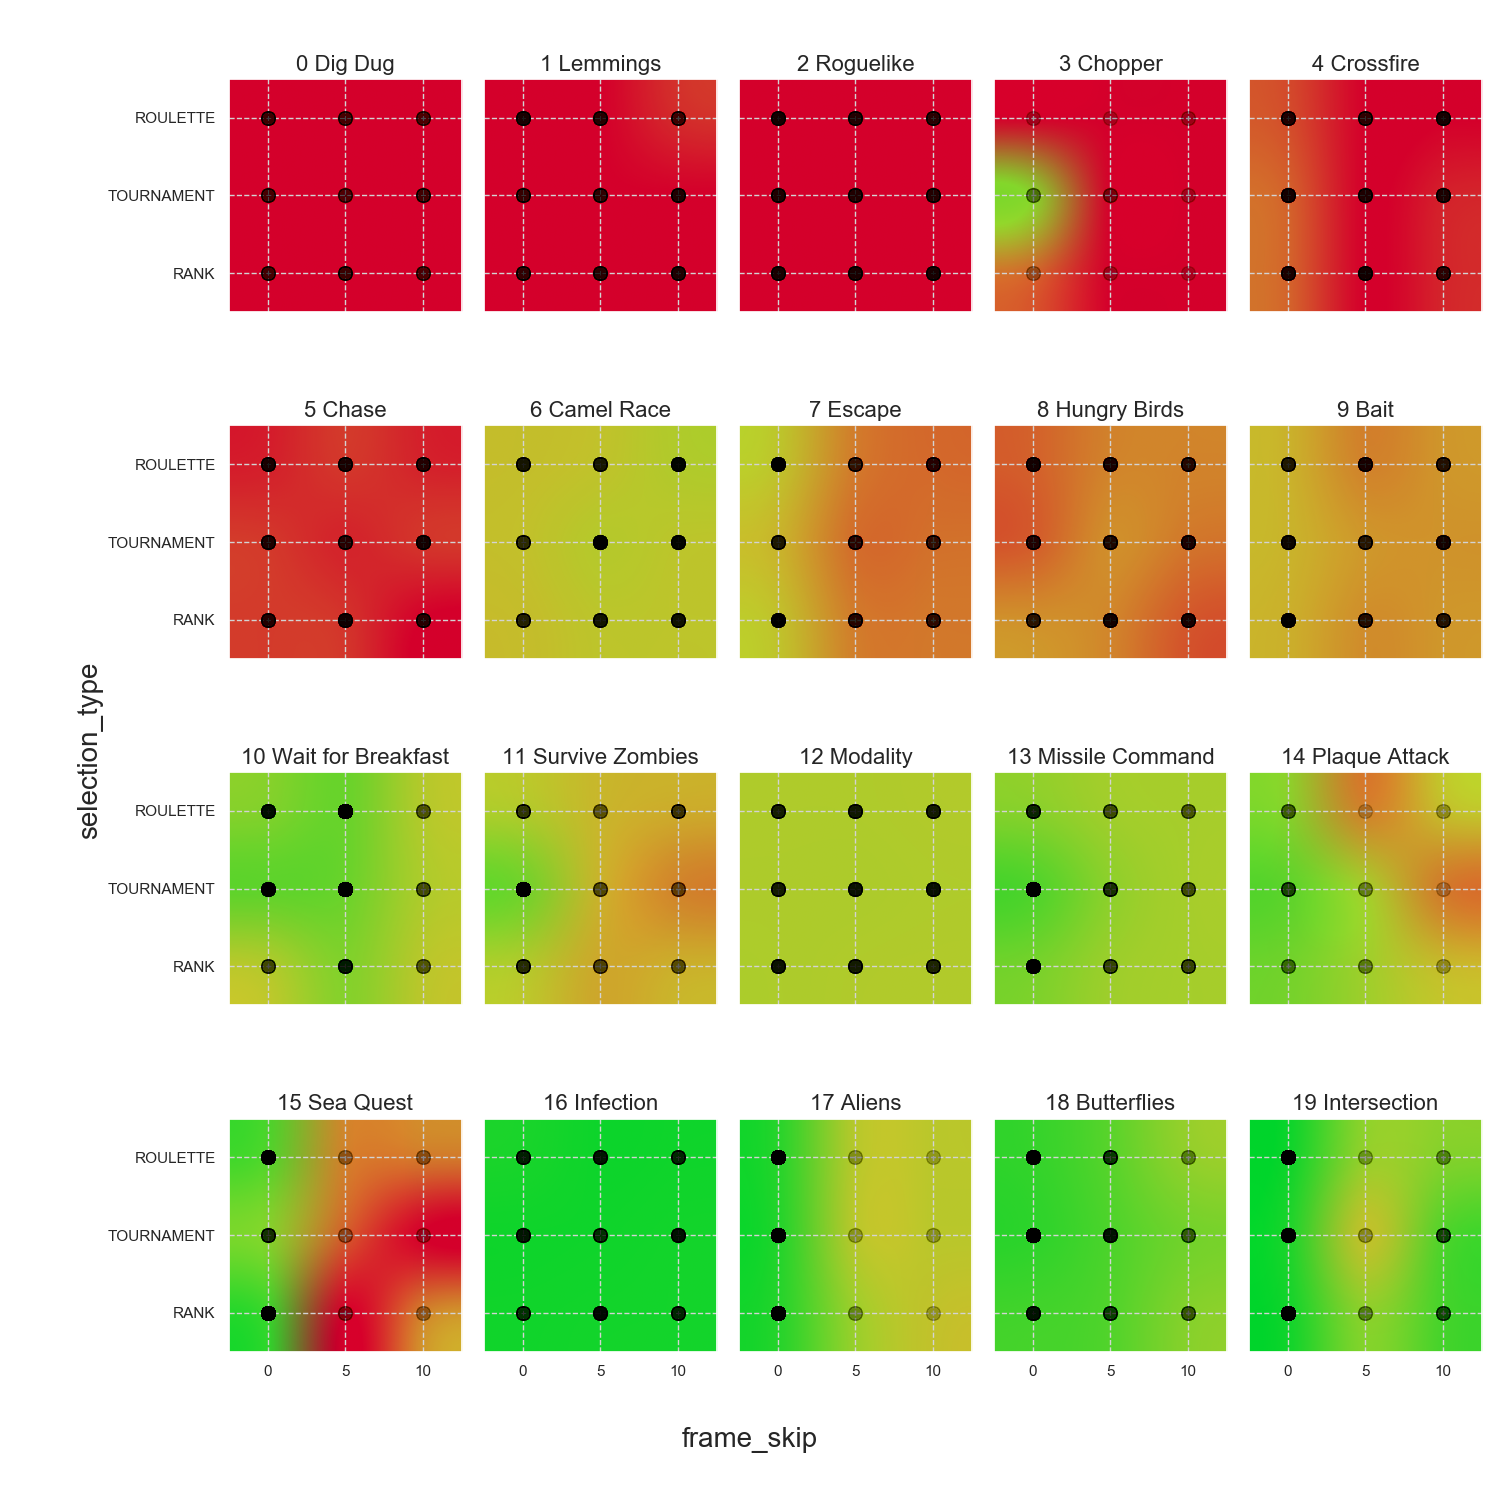 0 Dig Dug
1 Lemmings
2 Roguelike
3 Chopper
4 Crossfire
ROULETTE
TOURNAMENT
RANK
5 Chase
6 Camel Race
7 Escape
8 Hungry Birds
9 Bait
ROULETTE
TOURNAMENT
RANK
selection_type
10 Wait for Breakfast
11 Survive Zombies
12 Modality
13 Missile Command
14 Plaque Attack
ROULETTE
TOURNAMENT
RANK
15 Sea Quest
16 Infection
17 Aliens
18 Butterflies
19 Intersection
ROULETTE
TOURNAMENT
RANK
0 5 10
0 5 10
0 5 10
0 5 10
0 5 10
frame_skip